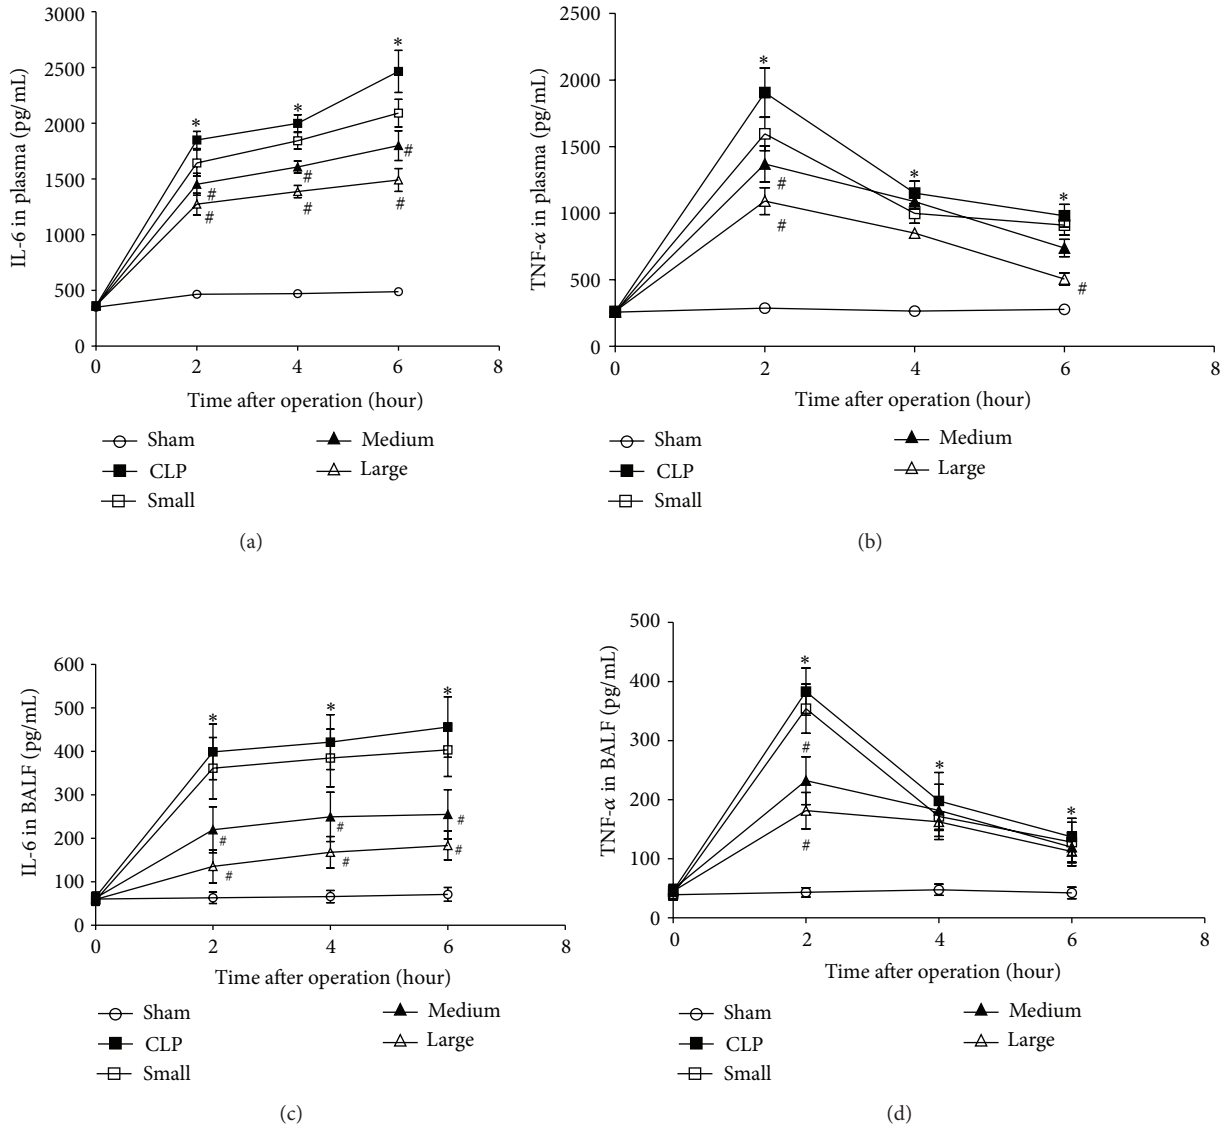 3000
2500
2000
1500
1000
500
0
IL-6 in plasma (pg/mL)
* * *
# # #
# # #
0 2 4 6 8
Time after operation (hour)
Sham
CLP
Small
Medium
Large
(a)
2500
2000
1500
1000
500
0
TNF-α in plasma (pg/mL)
* * *
#
# #
0 2 4 6 8
Time after operation (hour)
Sham
CLP
Small
Medium
Large
(b)
600
500
400
300
200
100
0
IL-6 in BALF (pg/mL)
* * *
# # #
# # #
0 2 4 6 8
Time after operation (hour)
Sham
CLP
Small
Medium
Large
(c)
500
400
300
200
100
0
TNF-α in BALF (pg/mL)
* * *
#
#
0 2 4 6 8
Time after operation (hour)
Sham
CLP
Small
Medium
Large
(d)